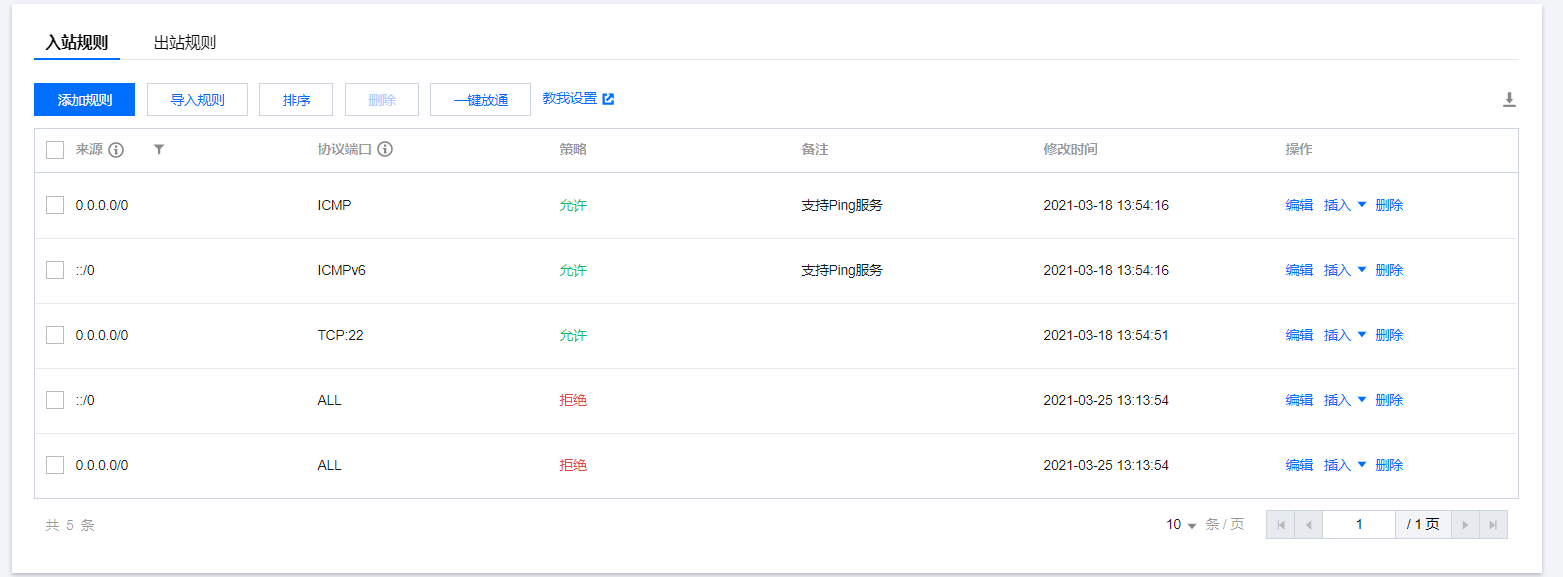 入站规则 出站规则
添加规则 导入规则 排序 删除 一键放通 教我设置
来源 协议端口 策略 备注 修改时间 操作
0.0.0.0/0 ICMP 允许 支持Ping服务 2021-03-18 13:54:16 编辑 插入 删除
::/0 ICMPv6 允许 支持Ping服务 2021-03-18 13:54:16 编辑 插入 删除
0.0.0.0/0 TCP:22 允许 2021-03-18 13:54:51 编辑 插入 删除
::/0 ALL 拒绝 2021-03-25 13:13:54 编辑 插入 删除
0.0.0.0/0 ALL 拒绝 2021-03-25 13:13:54 编辑 插入 删除
共 5 条 10 条 / 页 1 / 1 页